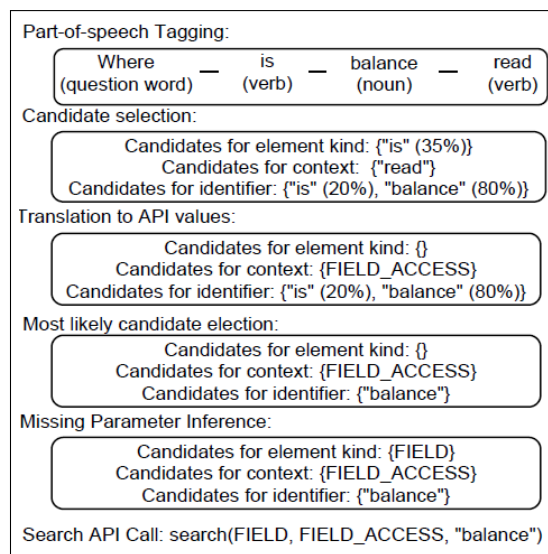 Part-of-speech Tagging:
Where — is — balance — read
(question word) (verb) (noun) (verb)
Candidate selection:
Candidates for element kind: {"is" (35%)}
Candidates for context: {"read"}
Candidates for identifier: {"is" (20%), "balance" (80%)}
Translation to API values:
Candidates for element kind: {}
Candidates for context: {FIELD_ACCESS}
Candidates for identifier: {"is" (20%), "balance" (80%)}
Most likely candidate election:
Candidates for element kind: {}
Candidates for context: {FIELD_ACCESS}
Candidates for identifier: {"balance"}
Missing Parameter Inference:
Candidates for element kind: {FIELD}
Candidates for context: {FIELD_ACCESS}
Candidates for identifier: {"balance"}
Search API Call: search(FIELD, FIELD_ACCESS, "balance")